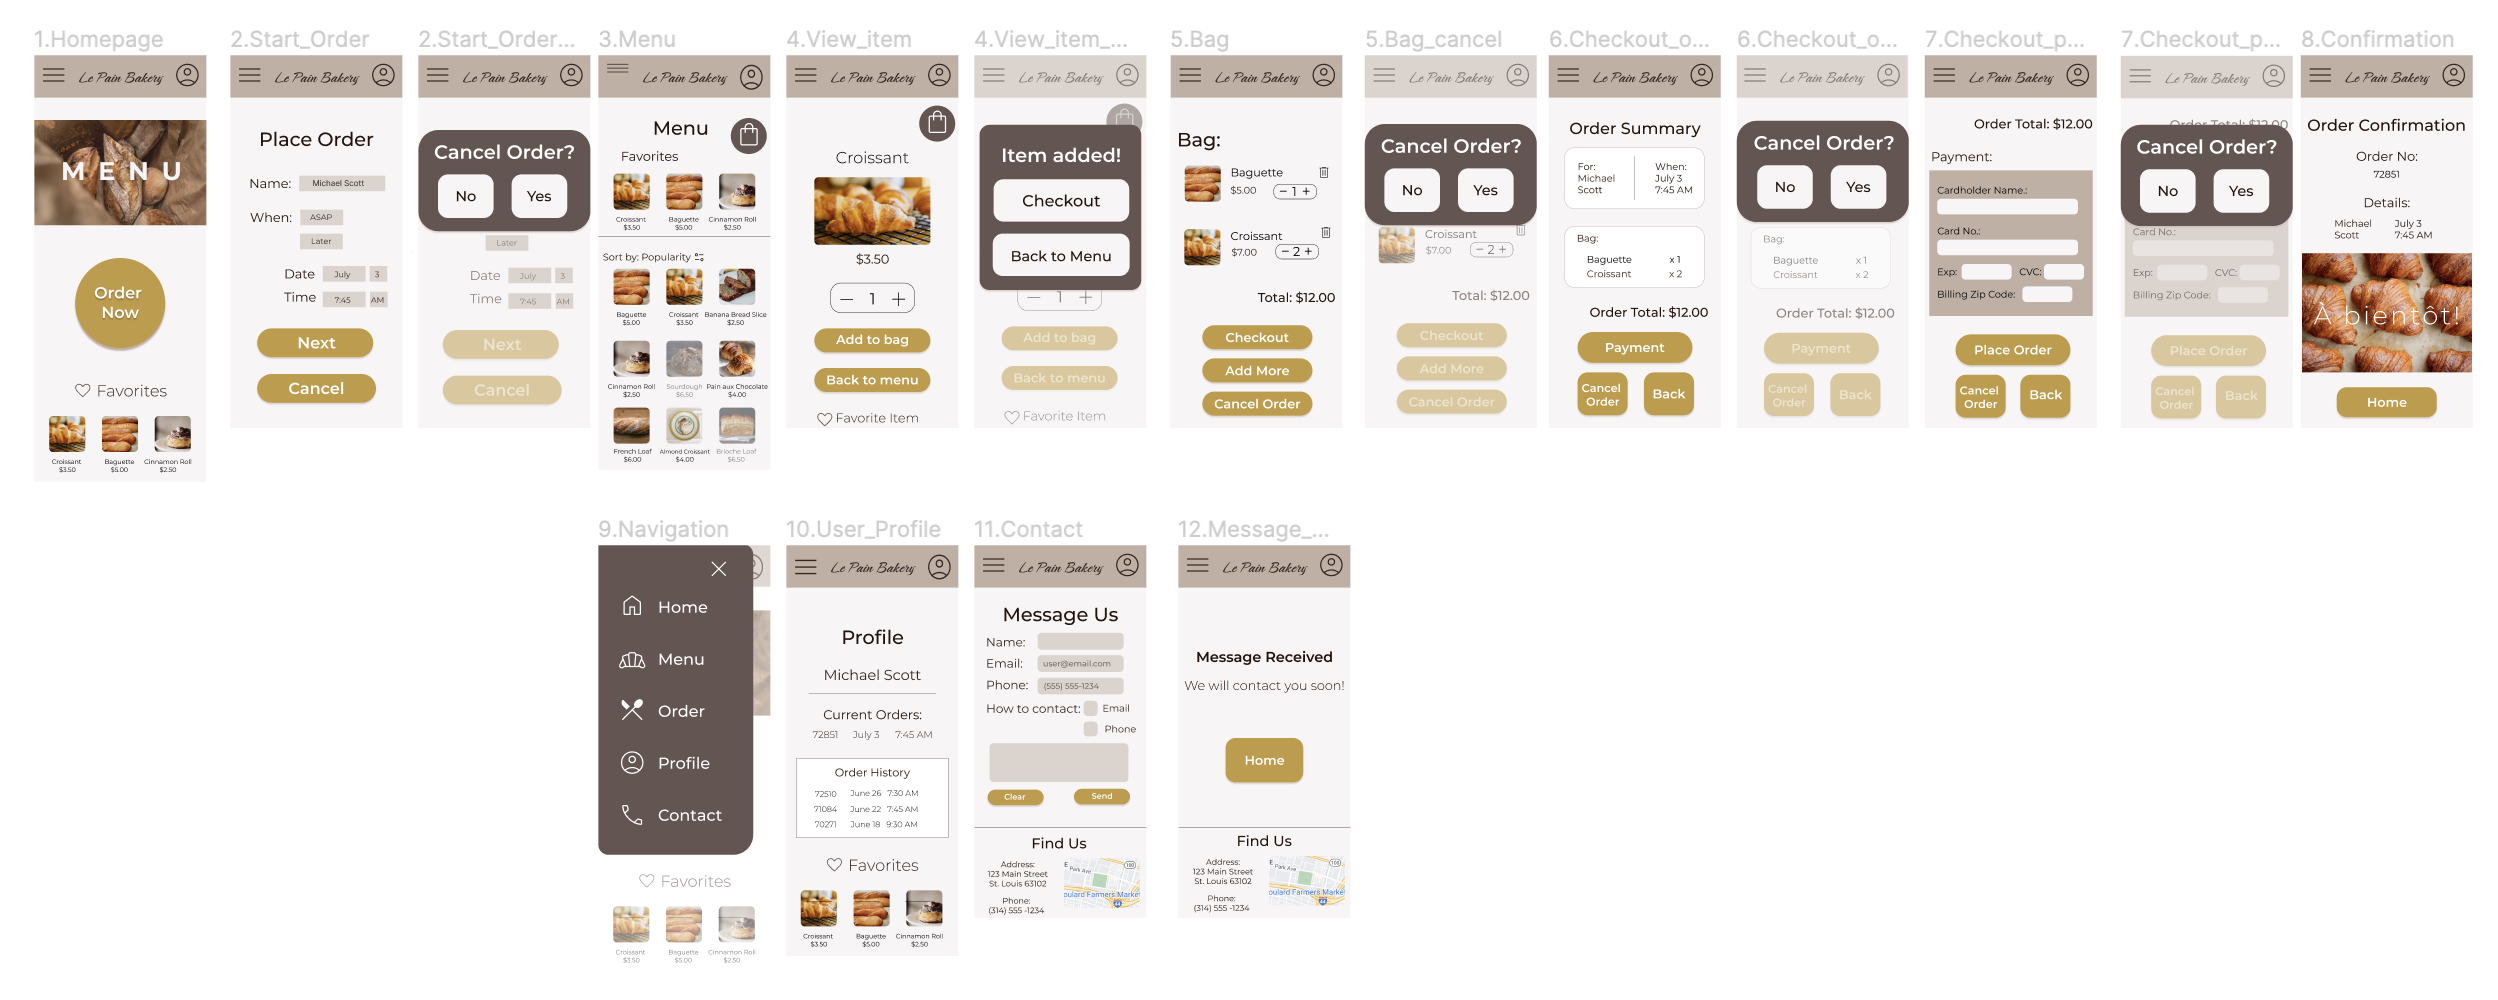 1.Homepage
Le Pain Bakery
MENU
Order
Now
Favorites
Croissant
$3.50
Baguette
$5.00
Cinnamon Roll
$2.50
2.Start_Order
Le Pain Bakery
Place Order
Name: Michael Scott
When: ASAP
Later
Date July 3
Time 7:45 AM
Next
Cancel
2.Start_Order...
Le Pain Bakery
Cancel Order?
No Yes
Later
Date July 3
Time 7:45 AM
Next
Cancel
3.Menu
Le Pain Bakery
Menu
Favorites
Croissant
$3.50
Baguette
$5.00
Cinnamon Roll
$2.50
Sort by: Popularity
Baguette
$5.00
Croissant
$3.50
Banana Bread Slice
$2.50
Cinnamon Roll
$2.50
Sourdough
$6.50
Pain aux Chocolate
$4.00
French Loaf
$6.00
Almond Croissant
$4.00
Brioche Loaf
$6.50
4.View_item
Le Pain Bakery
Croissant
$3.50
— 1 +
Add to bag
Back to menu
Favorite Item
4.View_item_...
Le Pain Bakery
Item added!
Checkout
Back to Menu
— 1 +
Add to bag
Back to menu
Favorite Item
5.Bag
Le Pain Bakery
Bag:
Baguette
$5.00 − 1 +
Croissant
$7.00 − 2 +
Total: $12.00
Checkout
Add More
Cancel Order
5.Bag_cancel
Le Pain Bakery
Cancel Order?
No Yes
Croissant
$7.00 − 2 +
Total: $12.00
Checkout
Add More
Cancel Order
6.Checkout_o...
Le Pain Bakery
Order Summary
For:
Michael
Scott
When:
July 3
7:45 AM
Bag:
Baguette x 1
Croissant x 2
Order Total: $12.00
Payment
Cancel
Order
Back
6.Checkout_o...
Le Pain Bakery
Cancel Order?
No Yes
Bag:
Baguette x 1
Croissant x 2
Order Total: $12.00
Payment
Cancel
Order
Back
7.Checkout_p...
Le Pain Bakery
Order Total: $12.00
Payment:
Cardholder Name.:
Card No.:
Exp: CVC:
Billing Zip Code:
Place Order
Cancel
Order
Back
7.Checkout_p...
Le Pain Bakery
Order Total: $12.00
Cancel Order?
No Yes
Card No.:
Exp: CVC:
Billing Zip Code:
Place Order
Cancel
Order
Back
8.Confirmation
Le Pain Bakery
Order Confirmation
Order No:
72851
Details:
Michael
Scott
July 3
7:45 AM
À bientôt!
Home
9.Navigation
Home
Menu
Order
Profile
Contact
Favorites
Croissant
$3.50
Baguette
$5.00
Cinnamon Roll
$2.50
10.User_Profile
Le Pain Bakery
Profile
Michael Scott
Current Orders:
72851 July 3 7:45 AM
Order History
72510 June 26 7:30 AM
71084 June 22 7:45 AM
70271 June 18 9:30 AM
Favorites
Croissant
$3.50
Baguette
$5.00
Cinnamon Roll
$2.50
11.Contact
Le Pain Bakery
Message Us
Name:
Email: user@email.com
Phone: (555) 555-1234
How to contact: Email
Phone
Clear Send
Find Us
Address:
123 Main Street
St. Louis 63102
Phone:
(314) 555 -1234
Park Ave
oulard Farmers Market
12.Message_...
Le Pain Bakery
Message Received
We will contact you soon!
Home
Find Us
Address:
123 Main Street
St. Louis 63102
Phone:
(314) 555 -1234
Park Ave
oulard Farmers Market